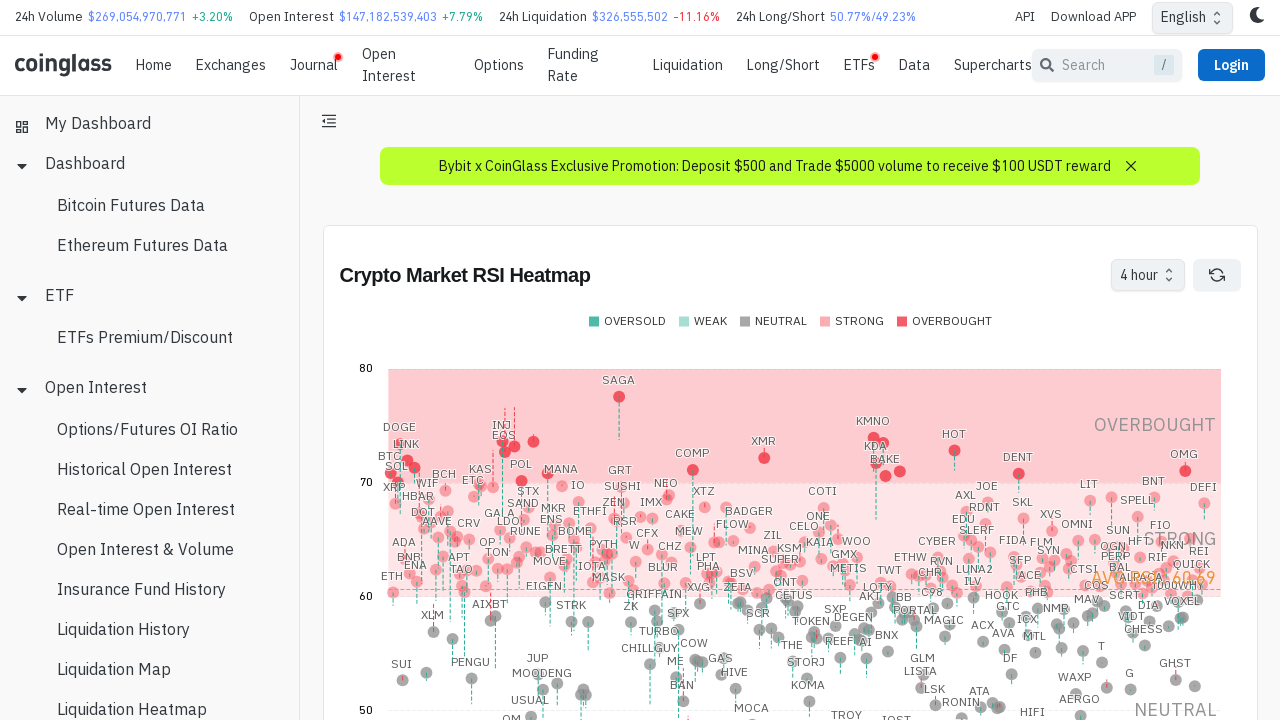 24h Volume $269,054,970,771 +3.20% 24h Open Interest $147,182,539,403 +7.79% 24h Liquidation $326,555,502 -11.16% 24h Long/Short 50.77%/49.23% API Download APP English
coinglass Home Exchanges Journal Open Interest Options Funding Rate Liquidation Long/Short ETFs Data Supercharts Search / Login
My Dashboard
Dashboard
Bitcoin Futures Data
Ethereum Futures Data
ETF
ETFs Premium/Discount
Open Interest
Options/Futures OI Ratio
Historical Open Interest
Real-time Open Interest
Open Interest & Volume
Insurance Fund History
Liquidation History
Liquidation Map
Liquidation Heatmap
Bybit x CoinGlass Exclusive Promotion: Deposit $500 and Trade $5000 volume to receive $100 USDT reward
Crypto Market RSI Heatmap
4 hour
OVERSOLD WEAK NEUTRAL STRONG OVERBOUGHT
80
SAGA
OVERBOUGHT
DOGE INJ KMNO
LINK EOS XMR KDA HOT
BTC COMP BAKE DENT OMG
SOL BCH KAS POL MANA GRT
70
XRP WIF ETC IO SUSHI NEO JOE LIT BNT DEFI
HBAR STX IMX XTZ COTI AXL
SAND ZEN SKL SPELL
DOT GALA MKR ETHFI CAKE BADGER RDNT
AAVE CRV LDO ENS RSR FLOW ONE EDU XVS OMNI FIO
RUNE BOME CFX MEW ZIL CELO SLERF SUN
STRONG
ADA OP PYTH W CHZ KAIA WOO CYBER FIDA FLM HFT NKN
BNB APT TON BRETT LPT MINA KSM GMX ETHW SYN OGN REI
ENA TAO MOVE IOTA BLUR PHA SUPER METIS RVN SFP PERP RIF QUICK
ETH MASK BSV TWT CHR LUNA2 ACE CTSI BAL ALPACA
EIGEN XVG ZETA ONT LQTY C98 ILV COS 1000WHY
60
GRIFFAIN CETUS AKT BB HOOK PHB SCRT VOXEL
AIXBT STRK ZK SPX SCR SXP PORTAL GTC NMR MAV DIA
XLM TOKEN DEGEN MAGIC ICX VIDT
TURBO REEF BNX ACX AVA MTL CHESS
COW THE AI T
CHILLGUY
SUI PENGU JUP ME GAS STORJ GLM DF GHST
MOODENG HIVE LISTA WAXP G
BAN KOMA LSK ATA
USUAL RONIN AERGO
MOCA TROY HIFI NEUTRAL
50